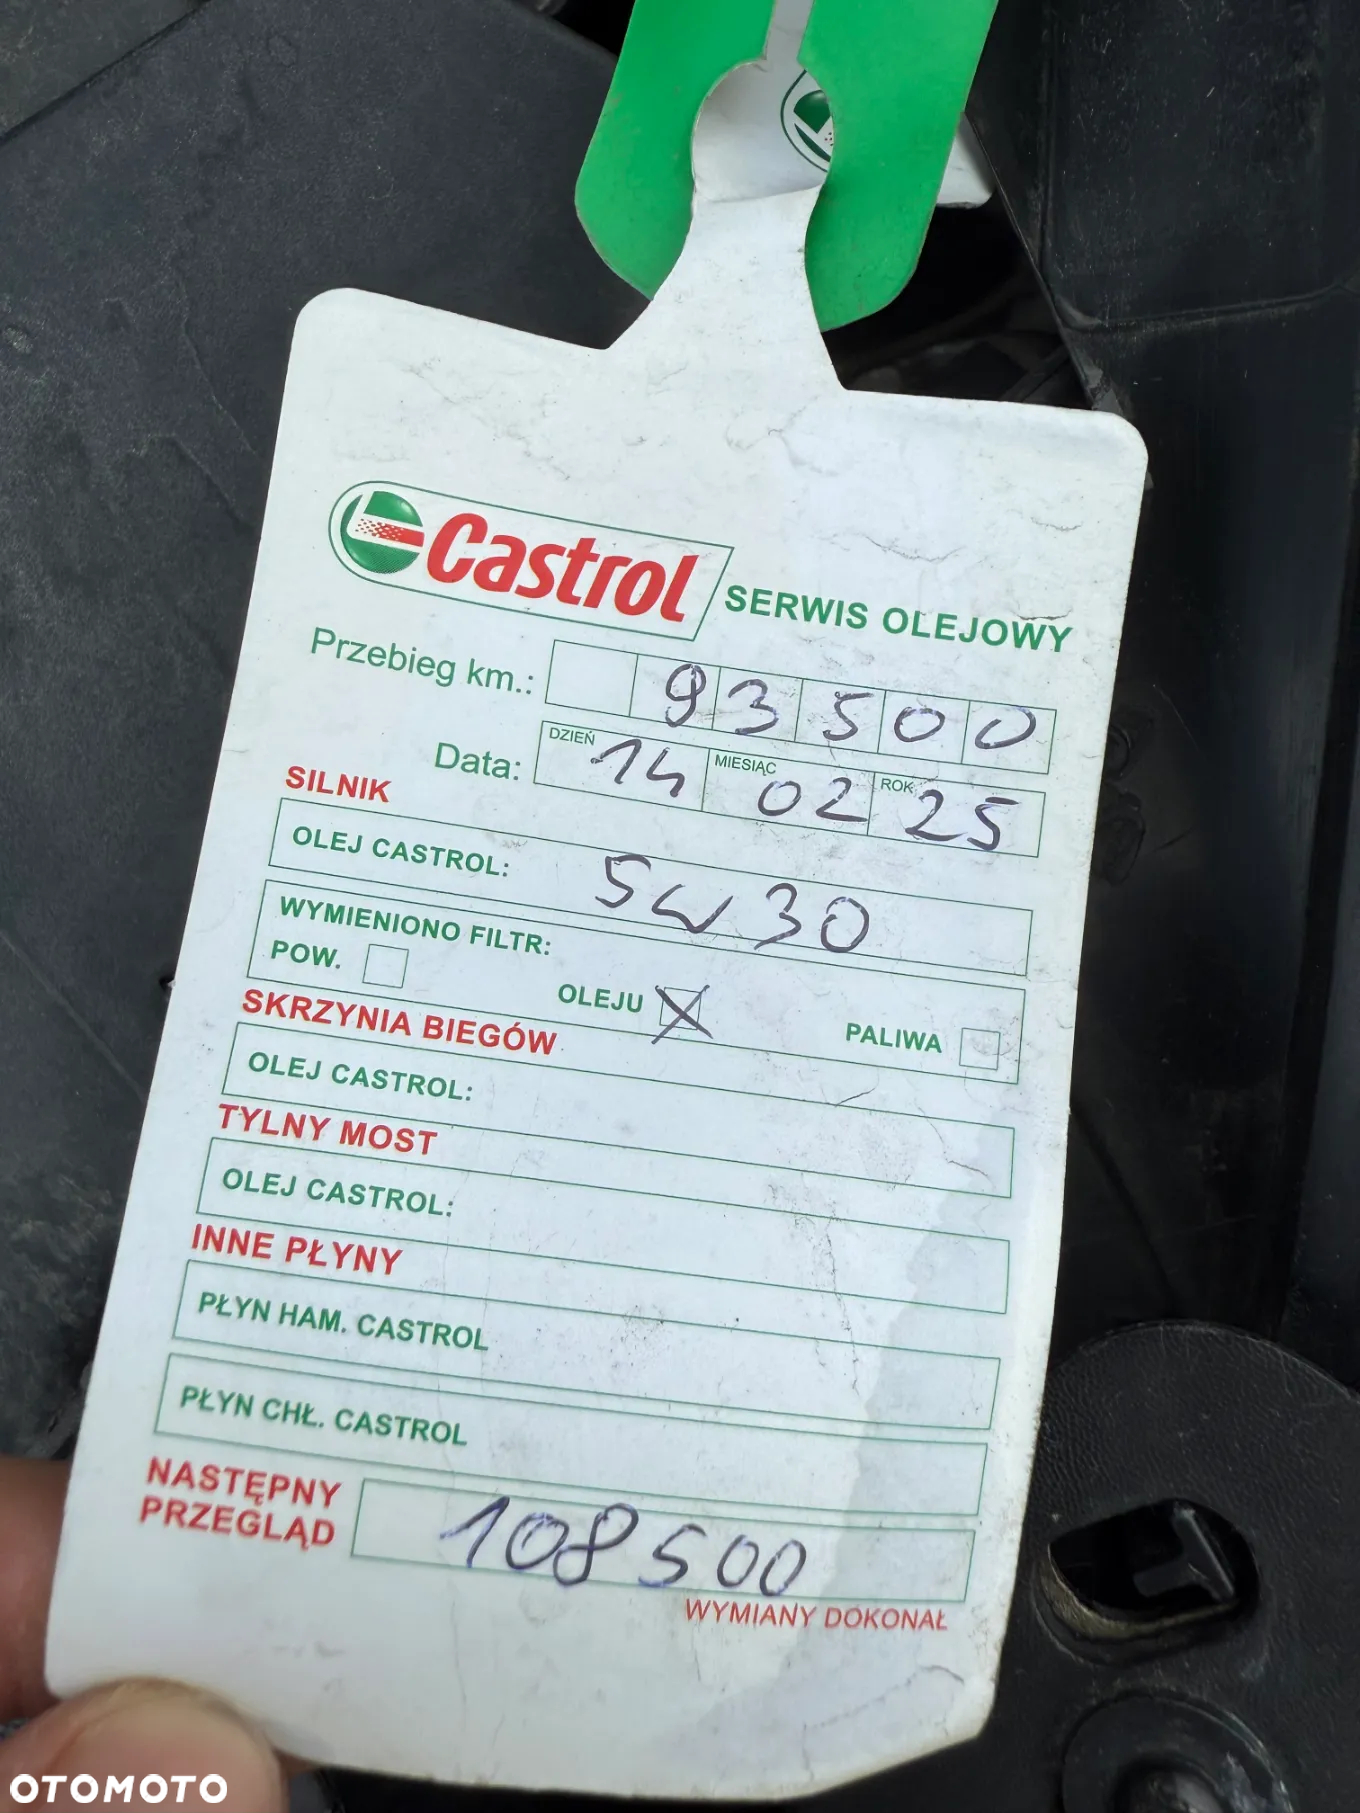 Castrol SERWIS OLEJOWY
Przebieg km.: 93500
Data: DZIEŃ 14 MIESIĄC 02 ROK 25
SILNIK
OLEJ CASTROL: 5W30
WYMIENIONO FILTR:
POW. OLEJU X PALIWA
SKRZYNIA BIEGÓW
OLEJ CASTROL:
TYLNY MOST
OLEJ CASTROL:
INNE PŁYNY
PŁYN HAM. CASTROL
PŁYN CHŁ. CASTROL
NASTĘPNY
PRZEGLĄD 108500
WYMIANY DOKONAŁ
OTOMOTO